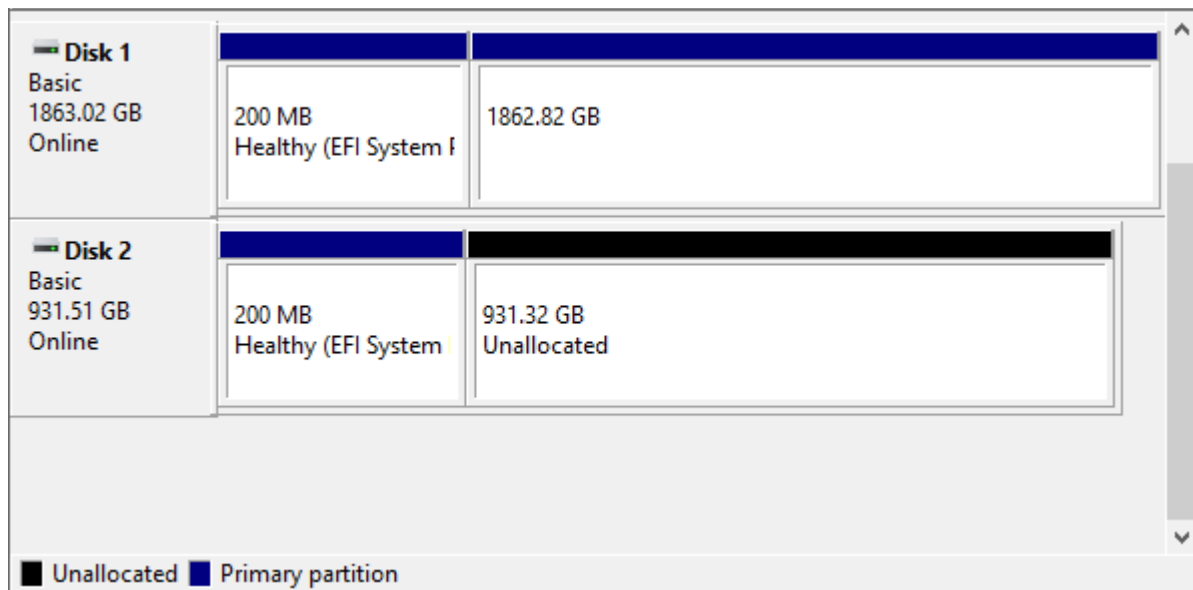 Disk 1
Basic
1863.02 GB
Online
200 MB
Healthy (EFI System P
1862.82 GB
Disk 2
Basic
931.51 GB
Online
200 MB
Healthy (EFI System
931.32 GB
Unallocated
Unallocated Primary partition